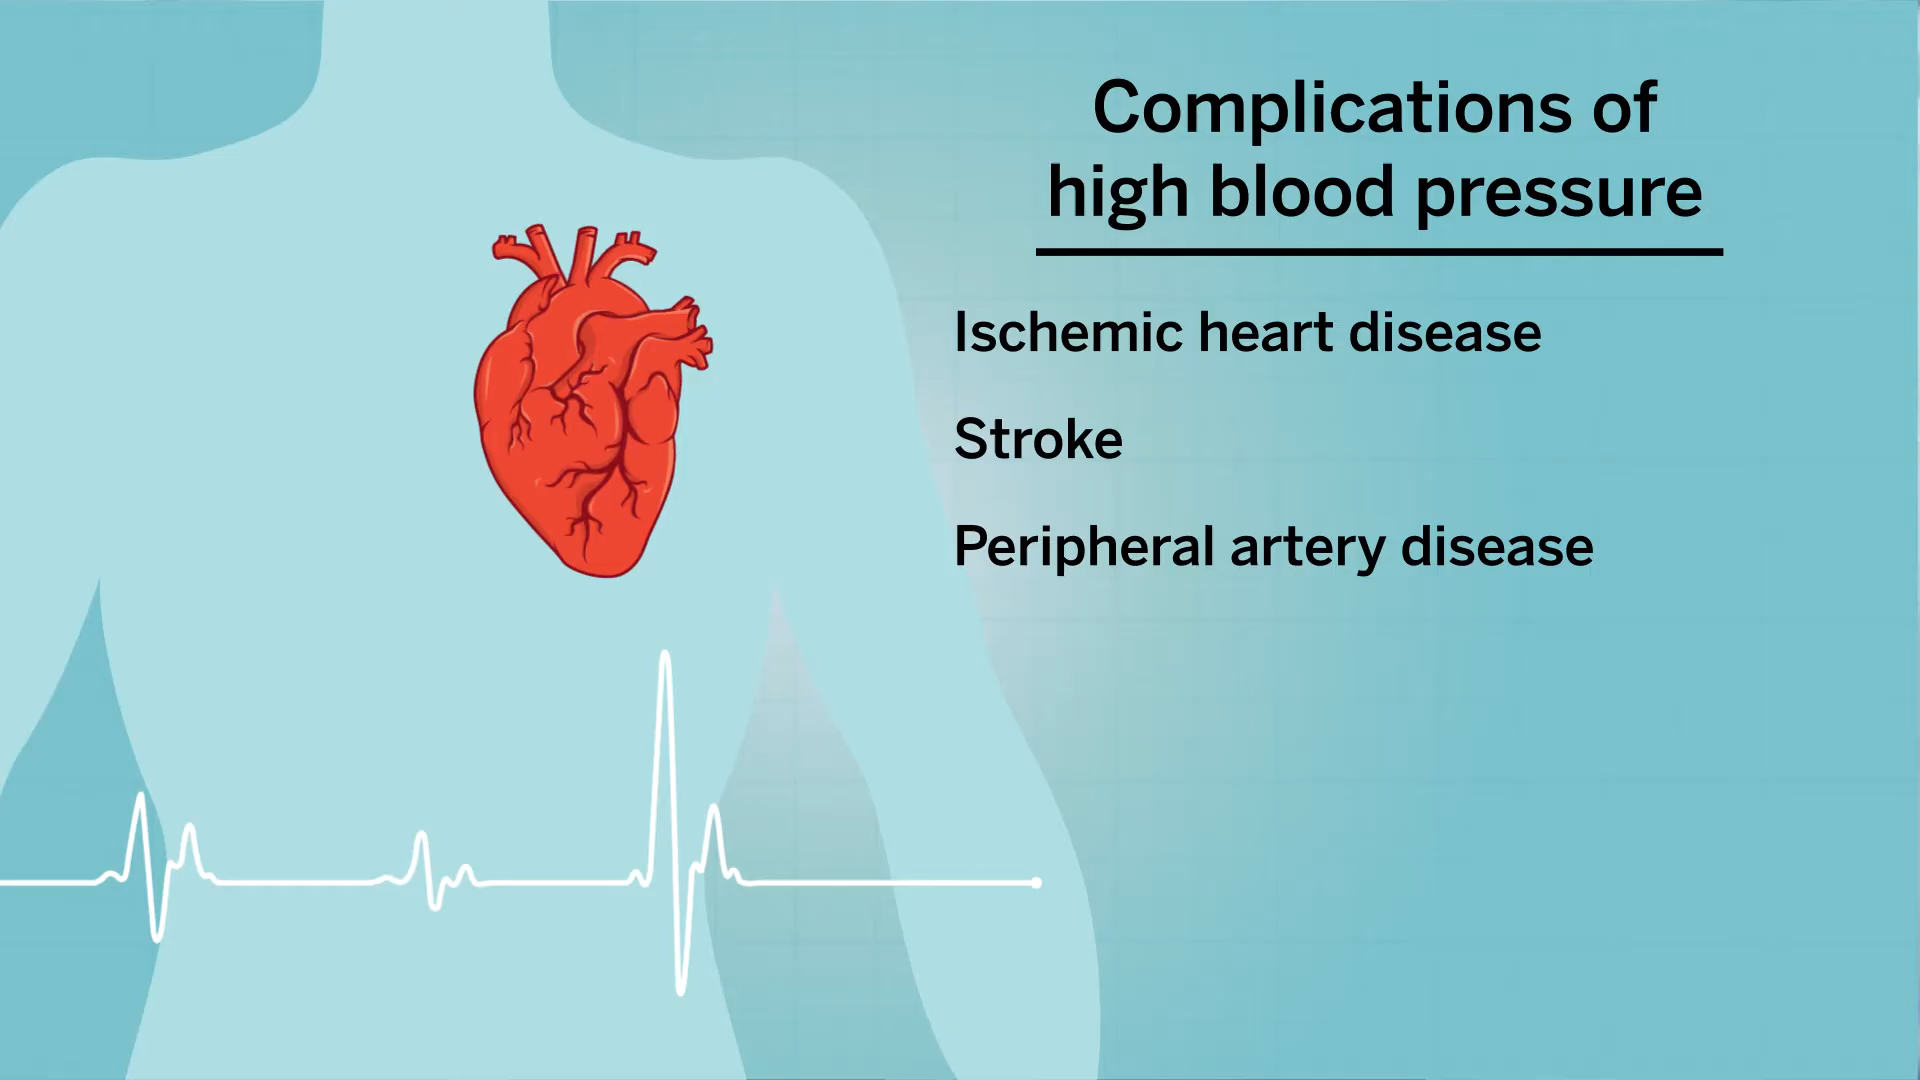 Complications of
high blood pressure
Ischemic heart disease
Stroke
Peripheral artery disease